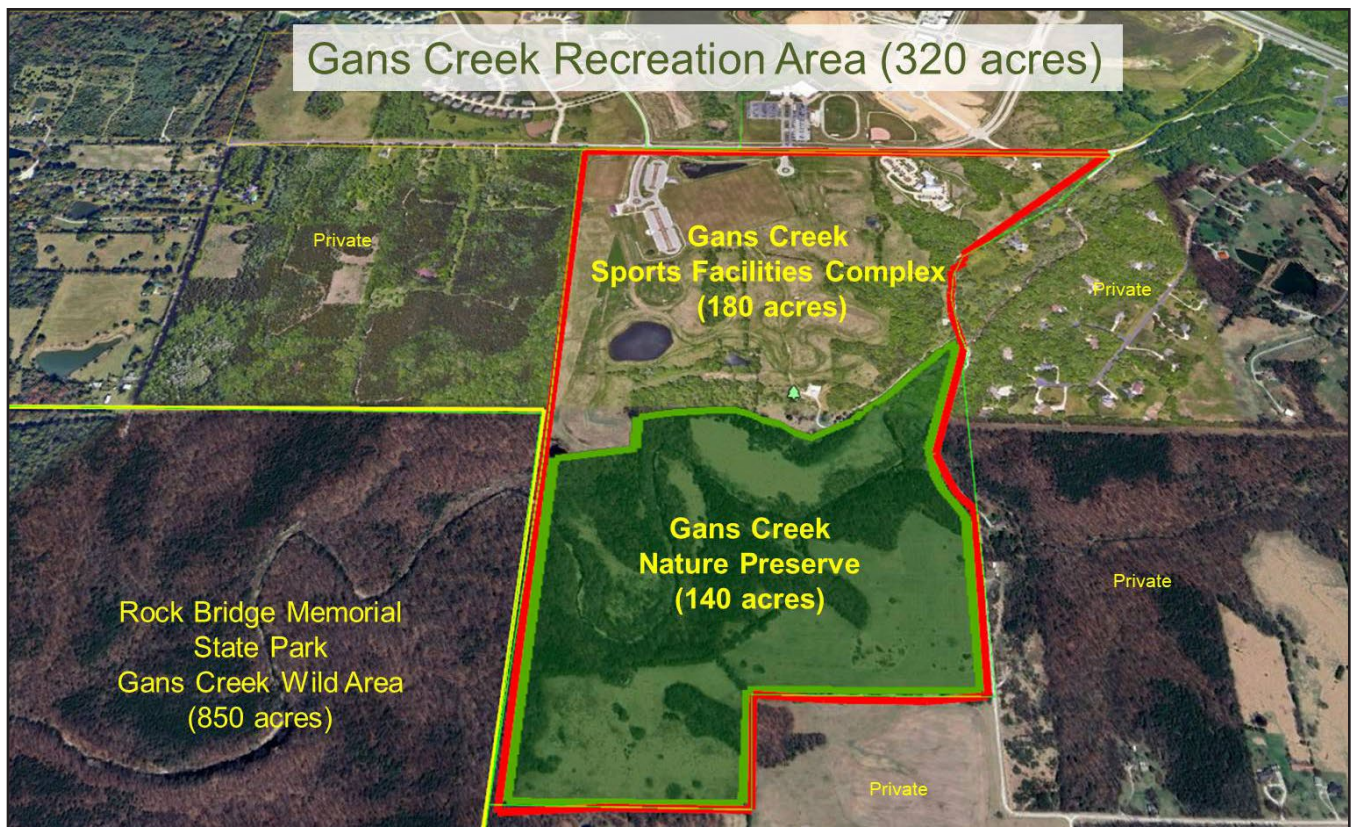 Gans Creek Recreation Area (320 acres)
Private
Gans Creek
Sports Facilities Complex
(180 acres)
Private
Gans Creek
Nature Preserve
(140 acres)
Private
Rock Bridge Memorial
State Park
Gans Creek Wild Area
(850 acres)
Private